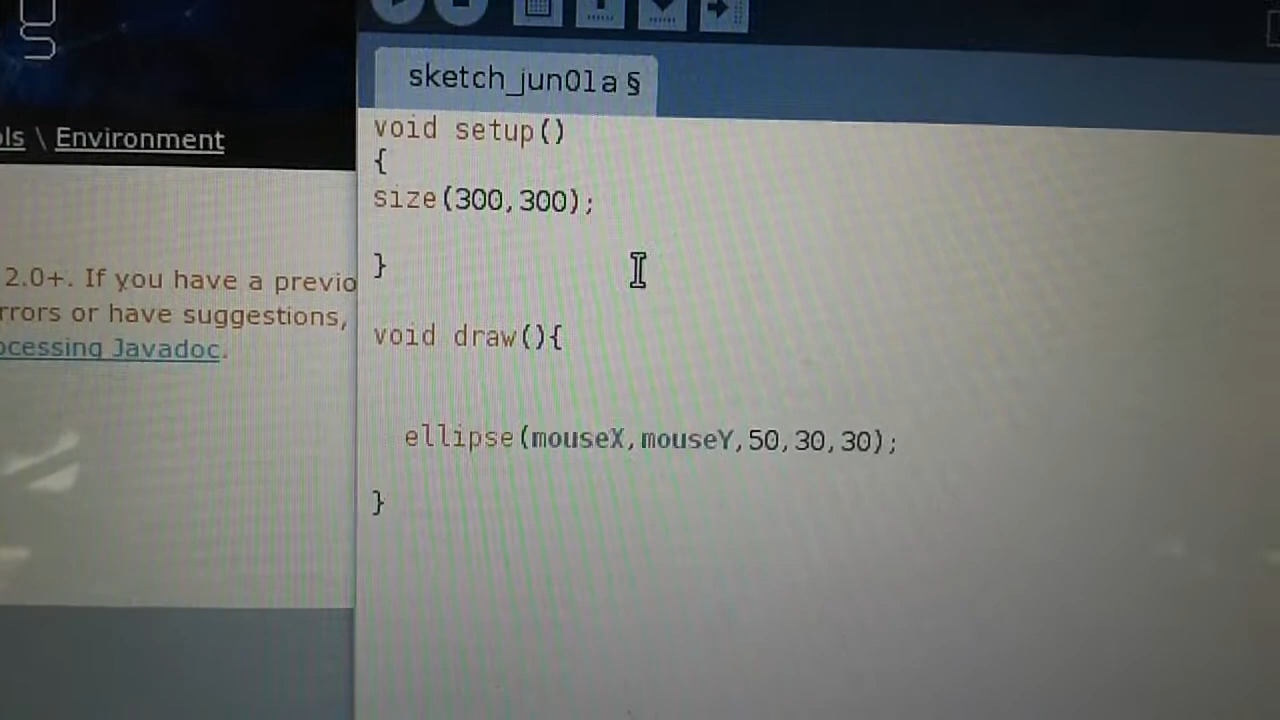 sketch_jun01a §
ls \ Environment
void setup()
{
size(300,300);
}
void draw(){
ellipse(mouseX,mouseY,50,30,30);
}
2.0+. If you have a previo
rrors or have suggestions,
ocessing Javadoc.